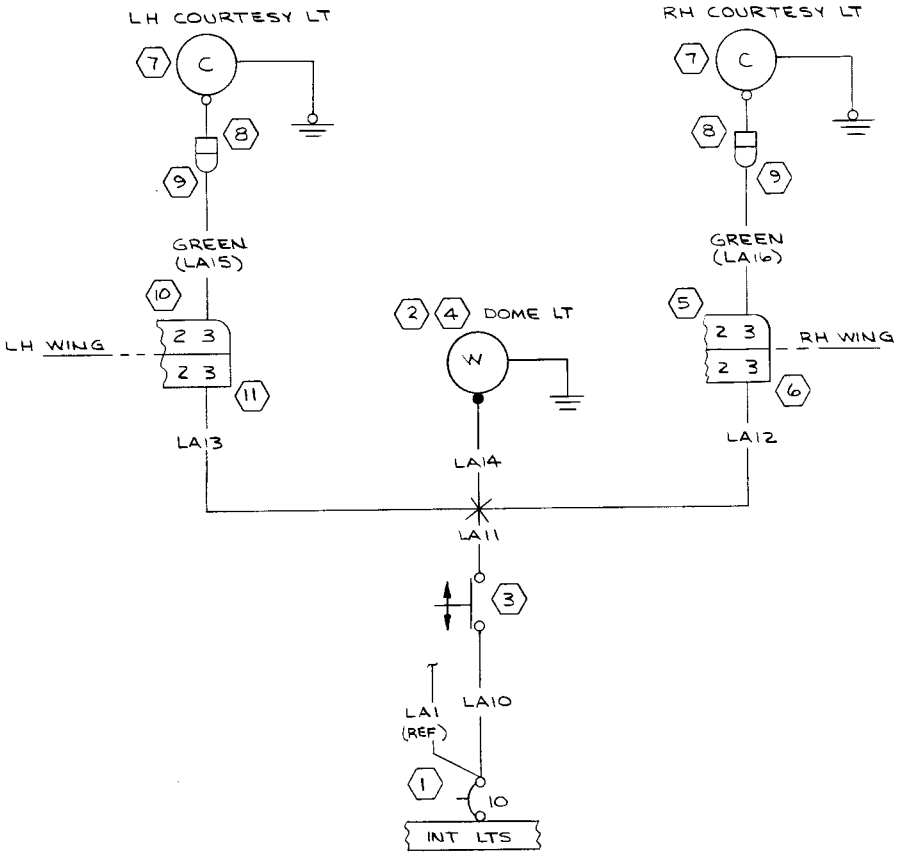 LH COURTESY LT
RH COURTESY LT
7
C
7
C
8
8
9
9
GREEN
(LA15)
GREEN
(LA16)
10
2 4 DOME LT
5
2 3
2 3
LH WING
RH WING
W
2 3
2 3
11
6
LA13
LA12
LA14
LA11
3
LA10
LA1
(REF)
1
10
INT LTS